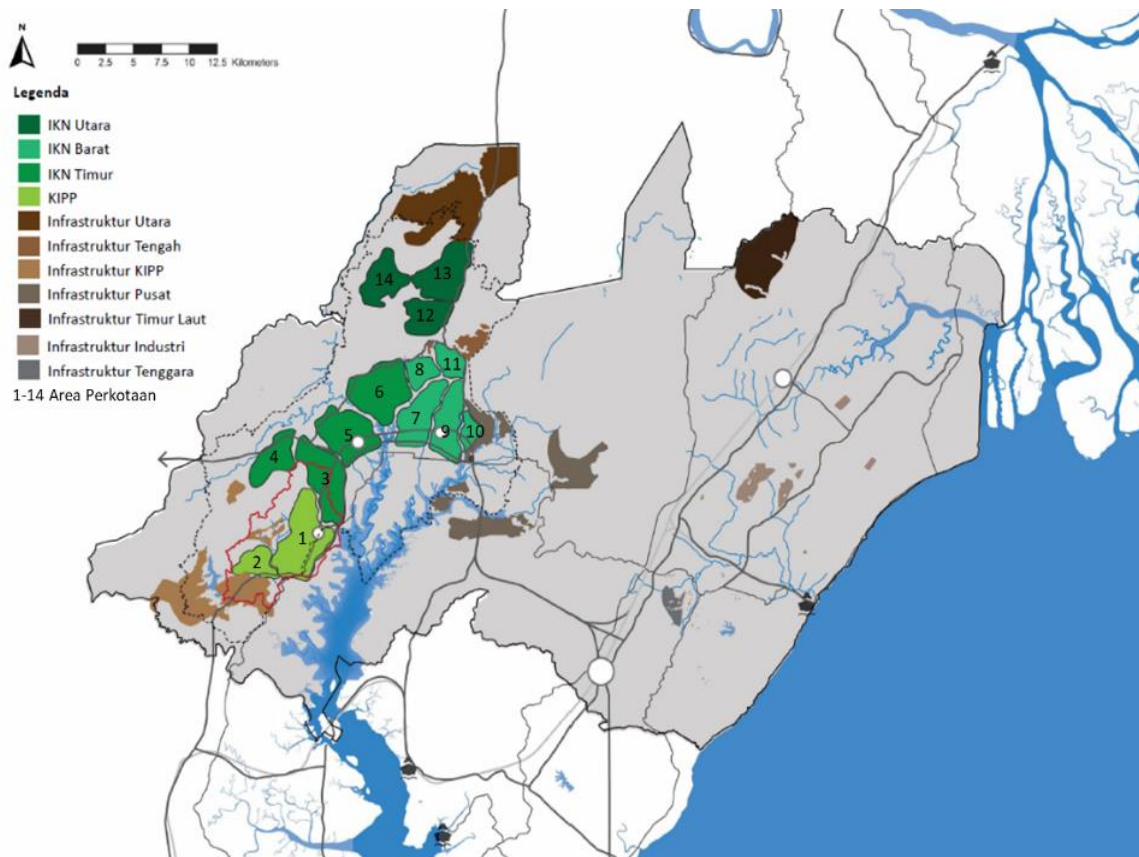 N
0 2.5 5 7.5 10 12.5 Kilometers
Legenda
IKN Utara
IKN Barat
IKN Timur
KIPP
Infrastruktur Utara
Infrastruktur Tengah
Infrastruktur KIPP
Infrastruktur Pusat
Infrastruktur Timur Laut
Infrastruktur Industri
Infrastruktur Tenggara
1-14 Area Perkotaan
14
13
12
11
8
6
7
9
10
5
4
3
1
2